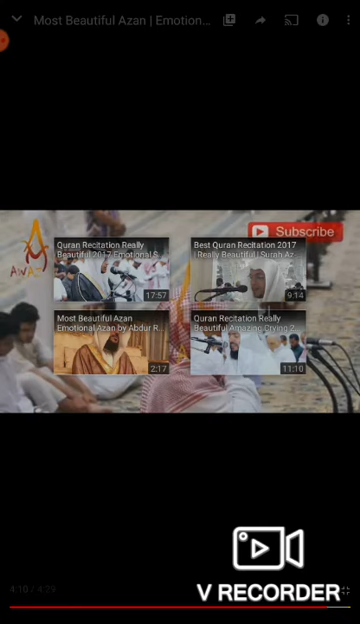 Most Beautiful Azan | Emotion...
Subscribe
AWAZ
Quran Recitation Really
Beautiful 2017 Emotional S
17:57
Best Quran Recitation 2017
| Really Beautiful | Surah Az-
9:14
Most Beautiful Azan
Emotional Azan by Abdur R.
2:17
Quran Recitation Really
Beautiful Amazing Crying 2
11:10
4:10 / 4:23
V RECORDER